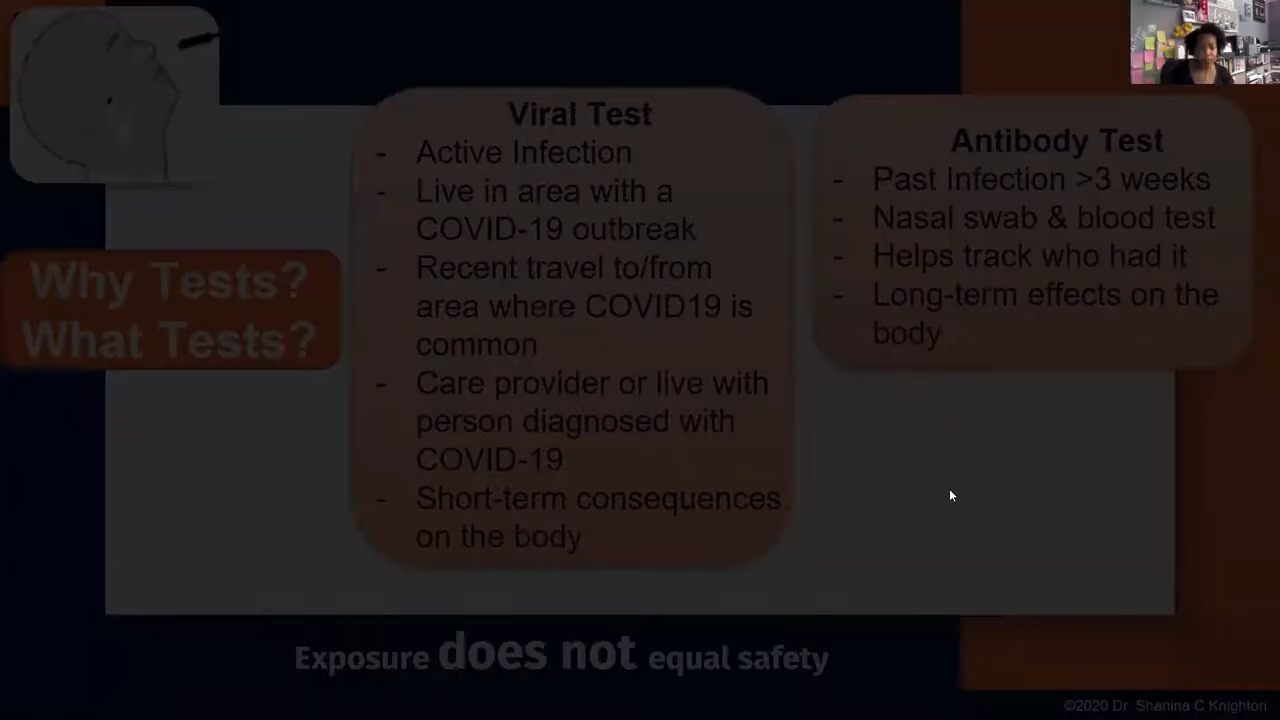 Why Tests?
What Tests?
Viral Test
- Active Infection
- Live in area with a
COVID-19 outbreak
- Recent travel to/from
area where COVID19 is
common
- Care provider or live with
person diagnosed with
COVID-19
- Short-term consequences
on the body
Antibody Test
- Past Infection >3 weeks
- Nasal swab & blood test
- Helps track who had it
- Long-term effects on the
body
Exposure does not equal safety
©2020 Dr. Shanina C Knighton